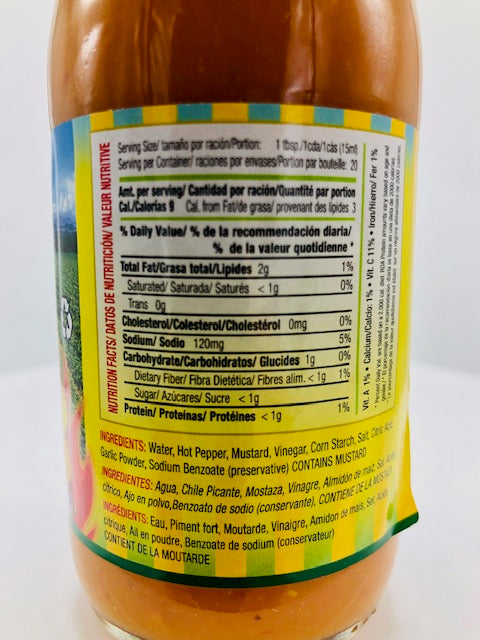 NUTRITION FACTS/ DATOS DE NUTRITICIÓN/ VALEUR NUTRITIVE
Serving Size/ tamaño por ración/Portion: 1 tbsp./1cda/1càs (15ml)
Serving per Container/ raciones por envases/Portion par bouteille: 20
Amt. per serving/ Cantidad por ración/Quantité par portion
Cal./Calorías 9 Cal. from Fat/de grasa/ provenant des lipides 3
% Daily Value/ % de la recommendación diaria/
% de la valeur quotidienne *
Total Fat/Grasa total/Lipides 2g 1%
Saturated/ Saturada/ Saturés < 1g 0%
Trans 0g
Cholesterol/Colesterol/Cholestérol 0mg 0%
Sodium/ Sodio 120mg 5%
Carbohydrate/Carbohidratos/ Glucides 1g 0%
Dietary Fiber/ Fibra Dietética/ Fibres alim. < 1g 1%
Sugar/ Azúcares/ Sucre < 1g
Protein/ Proteínas/ Protéines < 1g 1%
Vit. A 1% • Calcium/Calcio: 1% • Vit. C 11% • Iron/Hierro/ Fer 1%
INGREDIENTS: Water, Hot Pepper, Mustard, Vinegar, Corn Starch, Salt, Citric Acid,
Garlic Powder, Sodium Benzoate (preservative) CONTAINS MUSTARD
INGREDIENTES: Agua, Chile Picante, Mostaza, Vinagre, Almidón de maíz, Sal,
cítrico, Ajo en polvo,Benzoato de sodio (conservante), CONTIENE DE LA MOSTAZA
INGRÉDIENTS: Eau, Piment fort, Moutarde, Vinaigre, Amidon de maïs, Sel, Acide
citrique, Ail en poudre, Benzoate de sodium (conservateur)
CONTIENT DE LA MOUTARDE